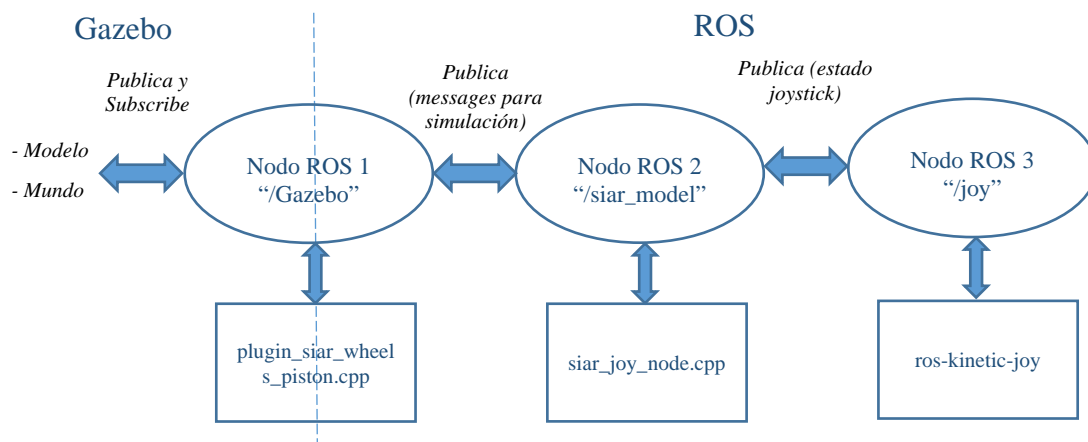 Gazebo
ROS
Publica y
Subscribe
Publica
(messages para
simulación)
Publica (estado
joystick)
- Modelo
- Mundo
Nodo ROS 1
“/Gazebo”
Nodo ROS 2
“/siar_model”
Nodo ROS 3
“/joy”
plugin_siar_wheel
s_piston.cpp
siar_joy_node.cpp
ros-kinetic-joy